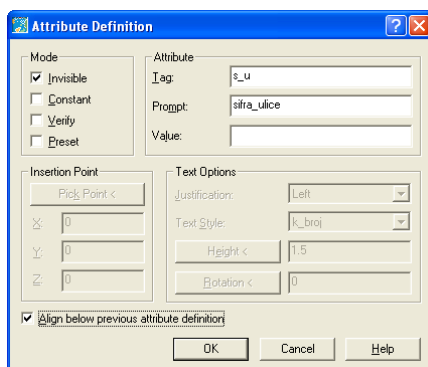 Attribute Definition
Mode
Invisible
Constant
Verify
Preset
Attribute
Tag: s_u
Prompt: sifra_ulice
Value:
Insertion Point
Pick Point <
X: 0
Y: 0
Z: 0
Text Options
Justification: Left
Text Style: k_broj
Height < 1.5
Rotation < 0
Align below previous attribute definition
OK Cancel Help